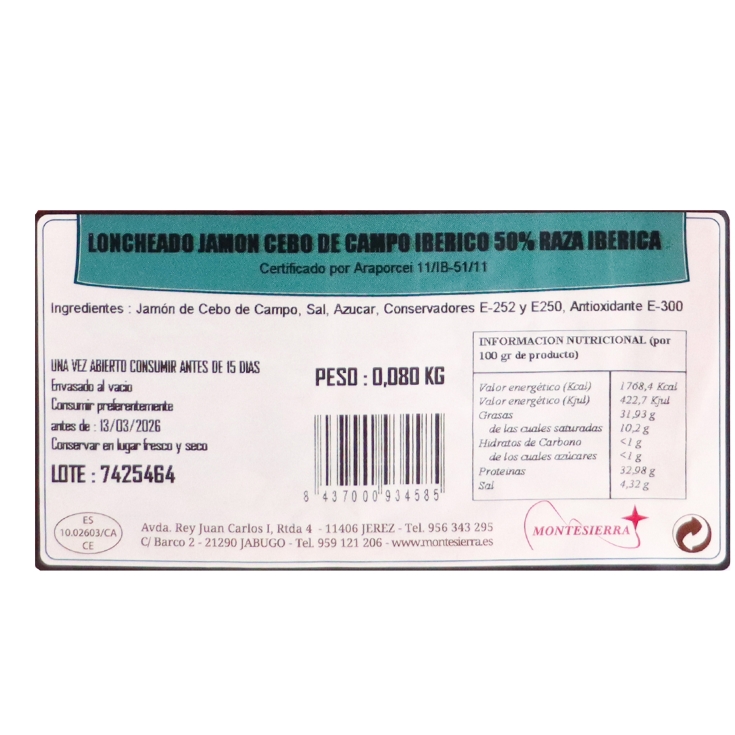 LONCHEADO JAMON CEBO DE CAMPO IBERICO 50% RAZA IBERICA
Certificado por Araporcei 11/IB-51/11
Ingredientes : Jamón de Cebo de Campo, Sal, Azucar, Conservadores E-252 y E250, Antioxidante E-300
UNA VEZ ABIERTO CONSUMIR ANTES DE 15 DIAS
Envasado al vacio
Consumir preferentemente
antes de : 13/03/2026
Conservar en lugar fresco y seco
LOTE : 7425464
PESO : 0,080 KG
8 437000 934585
INFORMACION NUTRICIONAL (por
100 gr de producto)
Valor energético (Kcal) 1768,4 Kcal
Valor energético (Kjul) 422,7 Kjul
Grasas 31,93 g
de las cuales saturadas 10,2 g
Hidratos de Carbono <1 g
de los cuales azúcares <1 g
Proteinas 32,98 g
Sal 4,32 g
ES
10.02603/CA
CE
Avda. Rey Juan Carlos I, Rtda 4 - 11406 JEREZ - Tel. 956 343 295
C/ Barco 2 - 21290 JABUGO - Tel. 959 121 206 - www.montesierra.es
MONTESIERRA